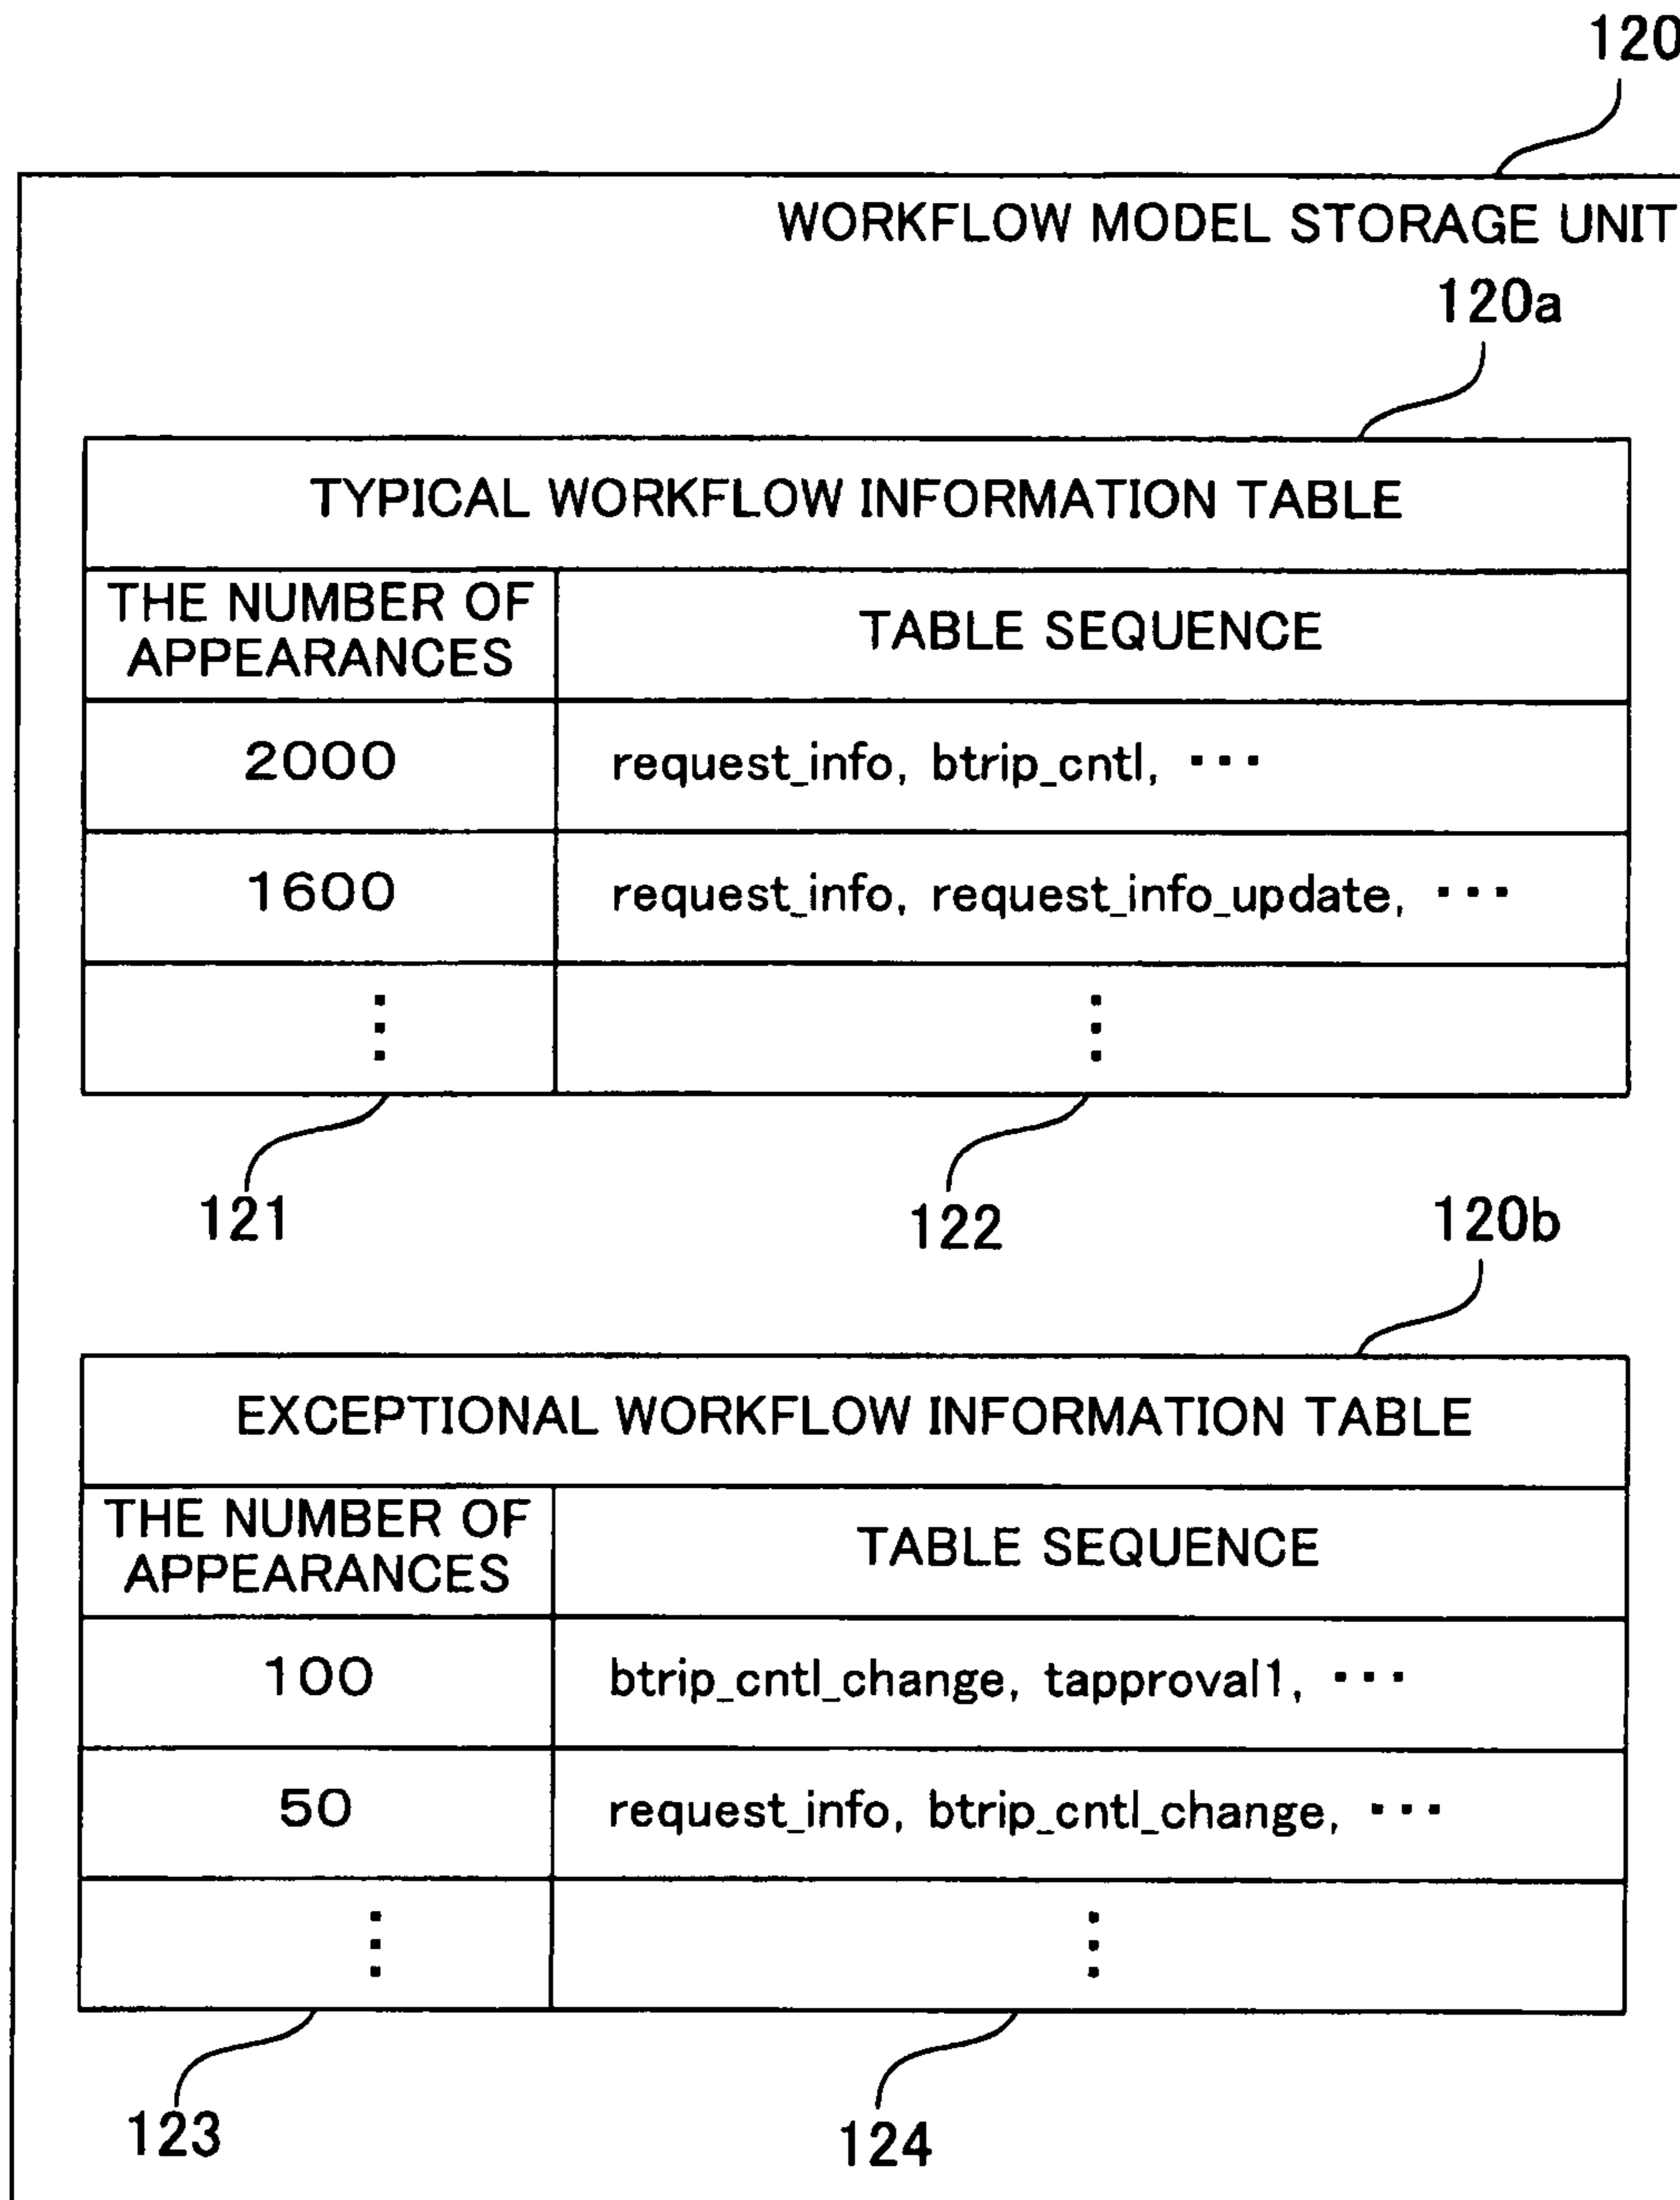 120
WORKFLOW MODEL STORAGE UNIT
120a
TYPICAL WORKFLOW INFORMATION TABLE
THE NUMBER OF
APPEARANCES
TABLE SEQUENCE
2000
request_info, btrip_cntl, ･･･
1600
request_info, request_info_update, ･･･
121
122
120b
EXCEPTIONAL WORKFLOW INFORMATION TABLE
THE NUMBER OF
APPEARANCES
TABLE SEQUENCE
100
btrip_cntl_change, tapproval1, ･･･
50
request_info, btrip_cntl_change, ･･･
123
124